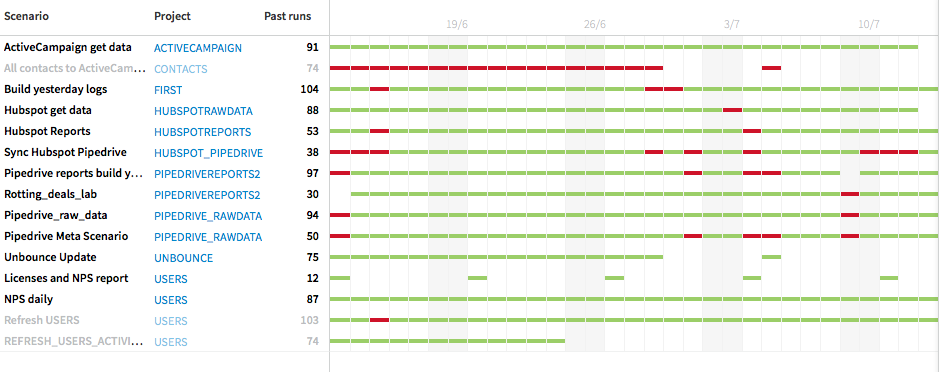 Scenario Project Past runs 19/6 26/6 3/7 10/7
ActiveCampaign get data ACTIVECAMPAIGN 91
All contacts to ActiveCam... CONTACTS 74
Build yesterday logs FIRST 104
Hubspot get data HUBSPOTRAWDATA 88
Hubspot Reports HUBSPOTREPORTS 53
Sync Hubspot Pipedrive HUBSPOT_PIPEDRIVE 38
Pipedrive reports build y... PIPEDRIVEREPORTS2 97
Rotting_deals_lab PIPEDRIVEREPORTS2 30
Pipedrive_raw_data PIPEDRIVE_RAWDATA 94
Pipedrive Meta Scenario PIPEDRIVE_RAWDATA 50
Unbounce Update UNBOUNCE 75
Licenses and NPS report USERS 12
NPS daily USERS 87
Refresh USERS USERS 103
REFRESH_USERS_ACTIVI... USERS 74